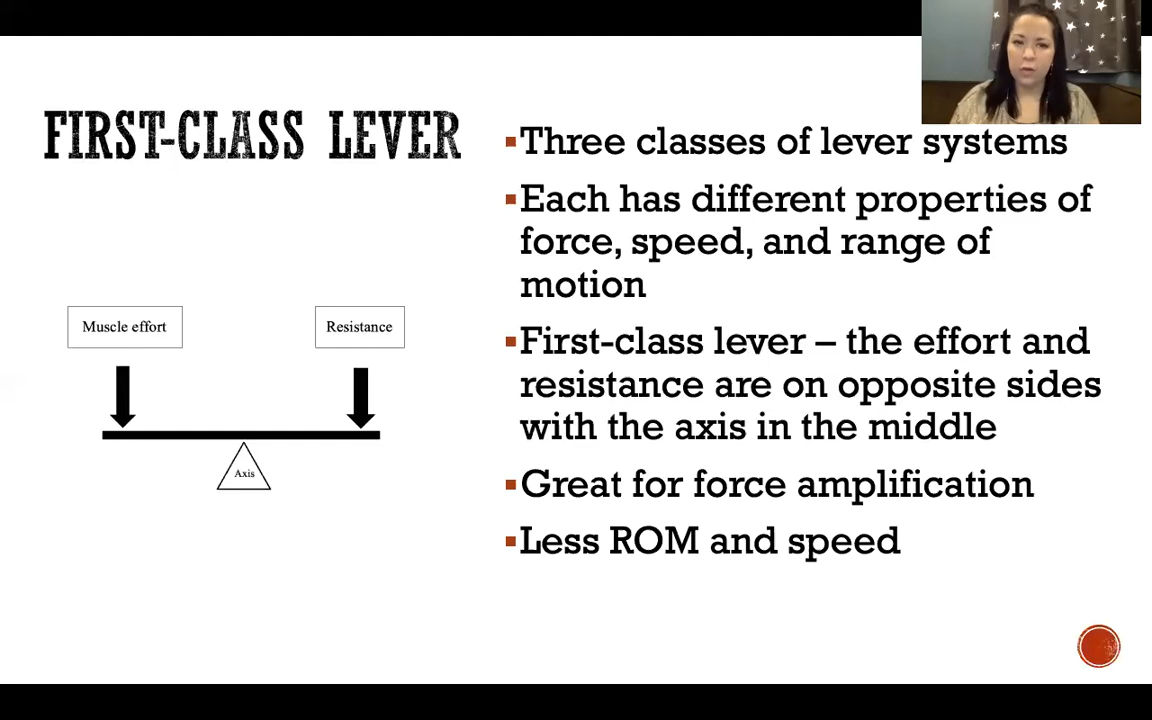 FIRST-CLASS LEVER
Muscle effort
Resistance
Axis
Three classes of lever systems
Each has different properties of
force, speed, and range of
motion
First-class lever – the effort and
resistance are on opposite sides
with the axis in the middle
Great for force amplification
Less ROM and speed